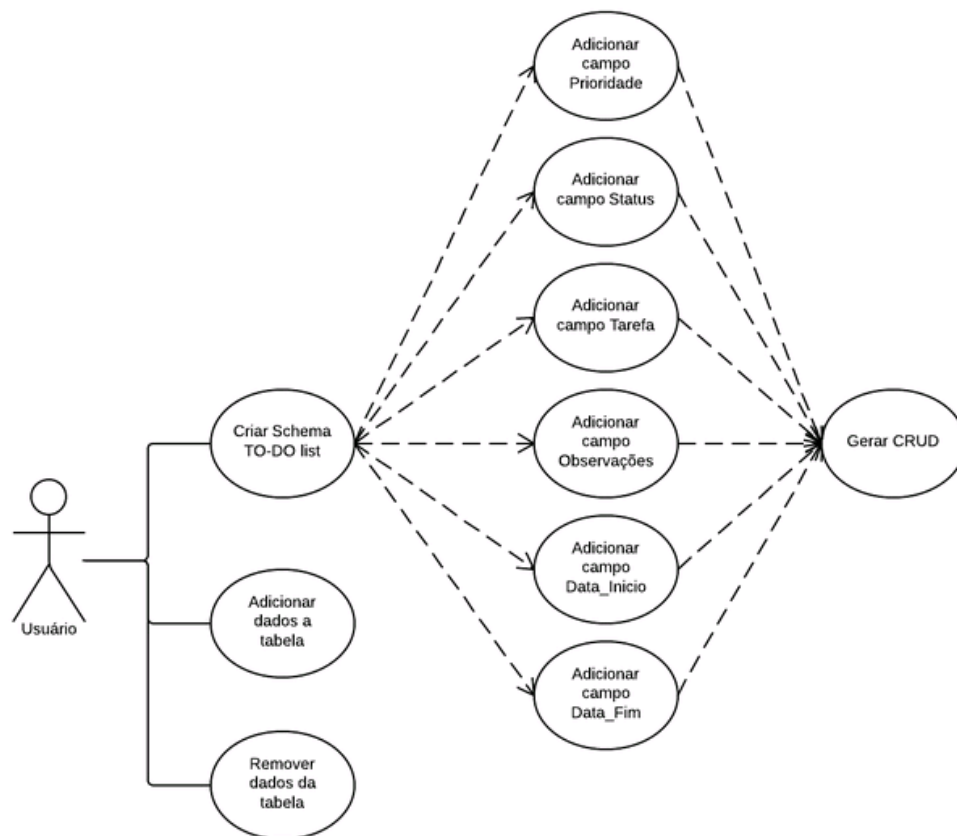 Adicionar
campo
Prioridade
Adicionar
campo Status
Adicionar
campo Tarefa
Criar Schema
TO-DO list
Adicionar
campo
Observações
Gerar CRUD
Usuário
Adicionar
dados a
tabela
Adicionar
campo
Data_Inicio
Adicionar
campo
Data_Fim
Remover
dados da
tabela